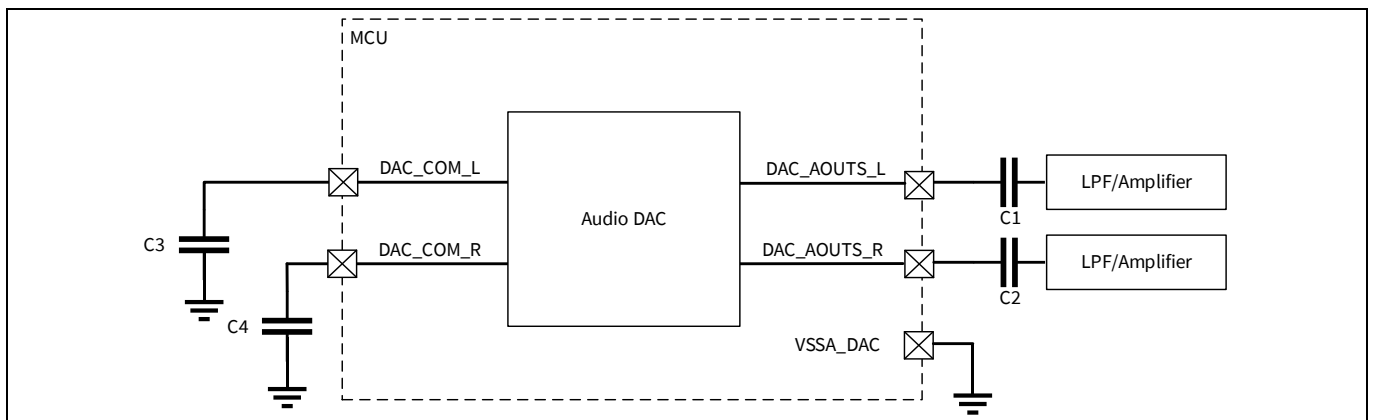 MCU
DAC_COM_L
DAC_AOUTS_L
LPF/Amplifier
C1
Audio DAC
C3
DAC_COM_R
DAC_AOUTS_R
LPF/Amplifier
C2
C4
VSSA_DAC